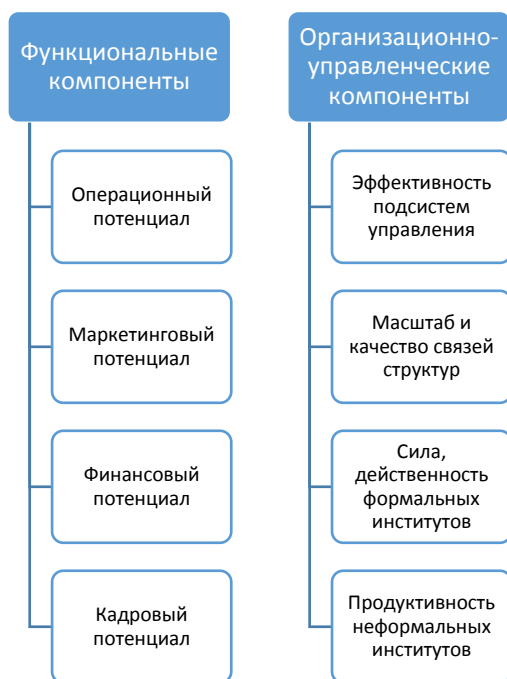 Функциональные
компоненты
Операционный
потенциал
Маркетинговый
потенциал
Финансовый
потенциал
Кадровый
потенциал
Организационно-
управленческие
компоненты
Эффективность
подсистем
управления
Масштаб и
качество связей
структур
Сила,
действенность
формальных
институтов
Продуктивность
неформальных
институтов